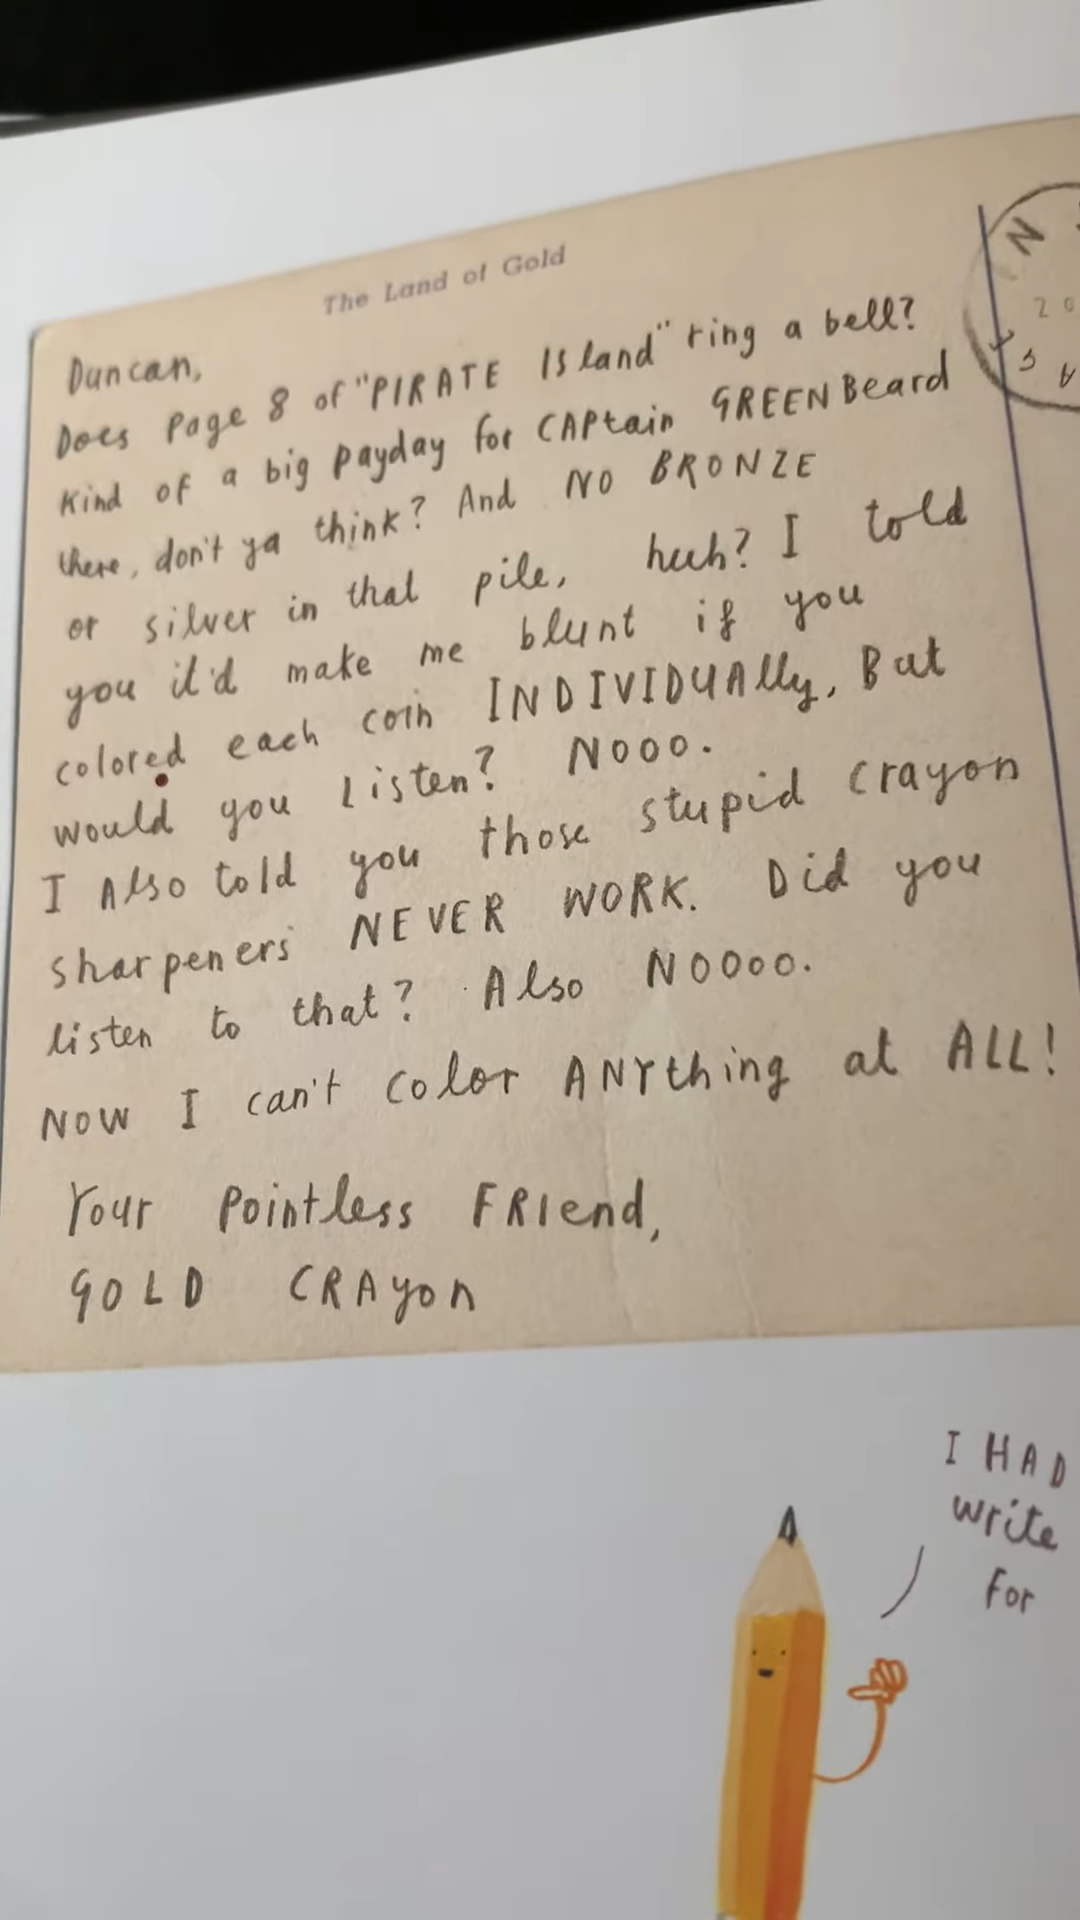 The Land of Gold
Duncan,
Does Page 8 of "PIRATE Island" ring a bell?
Kind of a big payday for CAPtain GREENBeard
there, don't ya think? And NO BRONZE
or silver in that pile, huh? I told
you it'd make me blunt if you
colored each coin INDIVIDUAlly, But
would you listen? NOOO.
I Also told you those stupid crayon
sharpeners NEVER WORK. Did you
listen to that? Also NOOOO.
NOW I can't color ANYthing at ALL!
Your Pointless FRIend,
GOLD CRAyon
I HAD
write
For